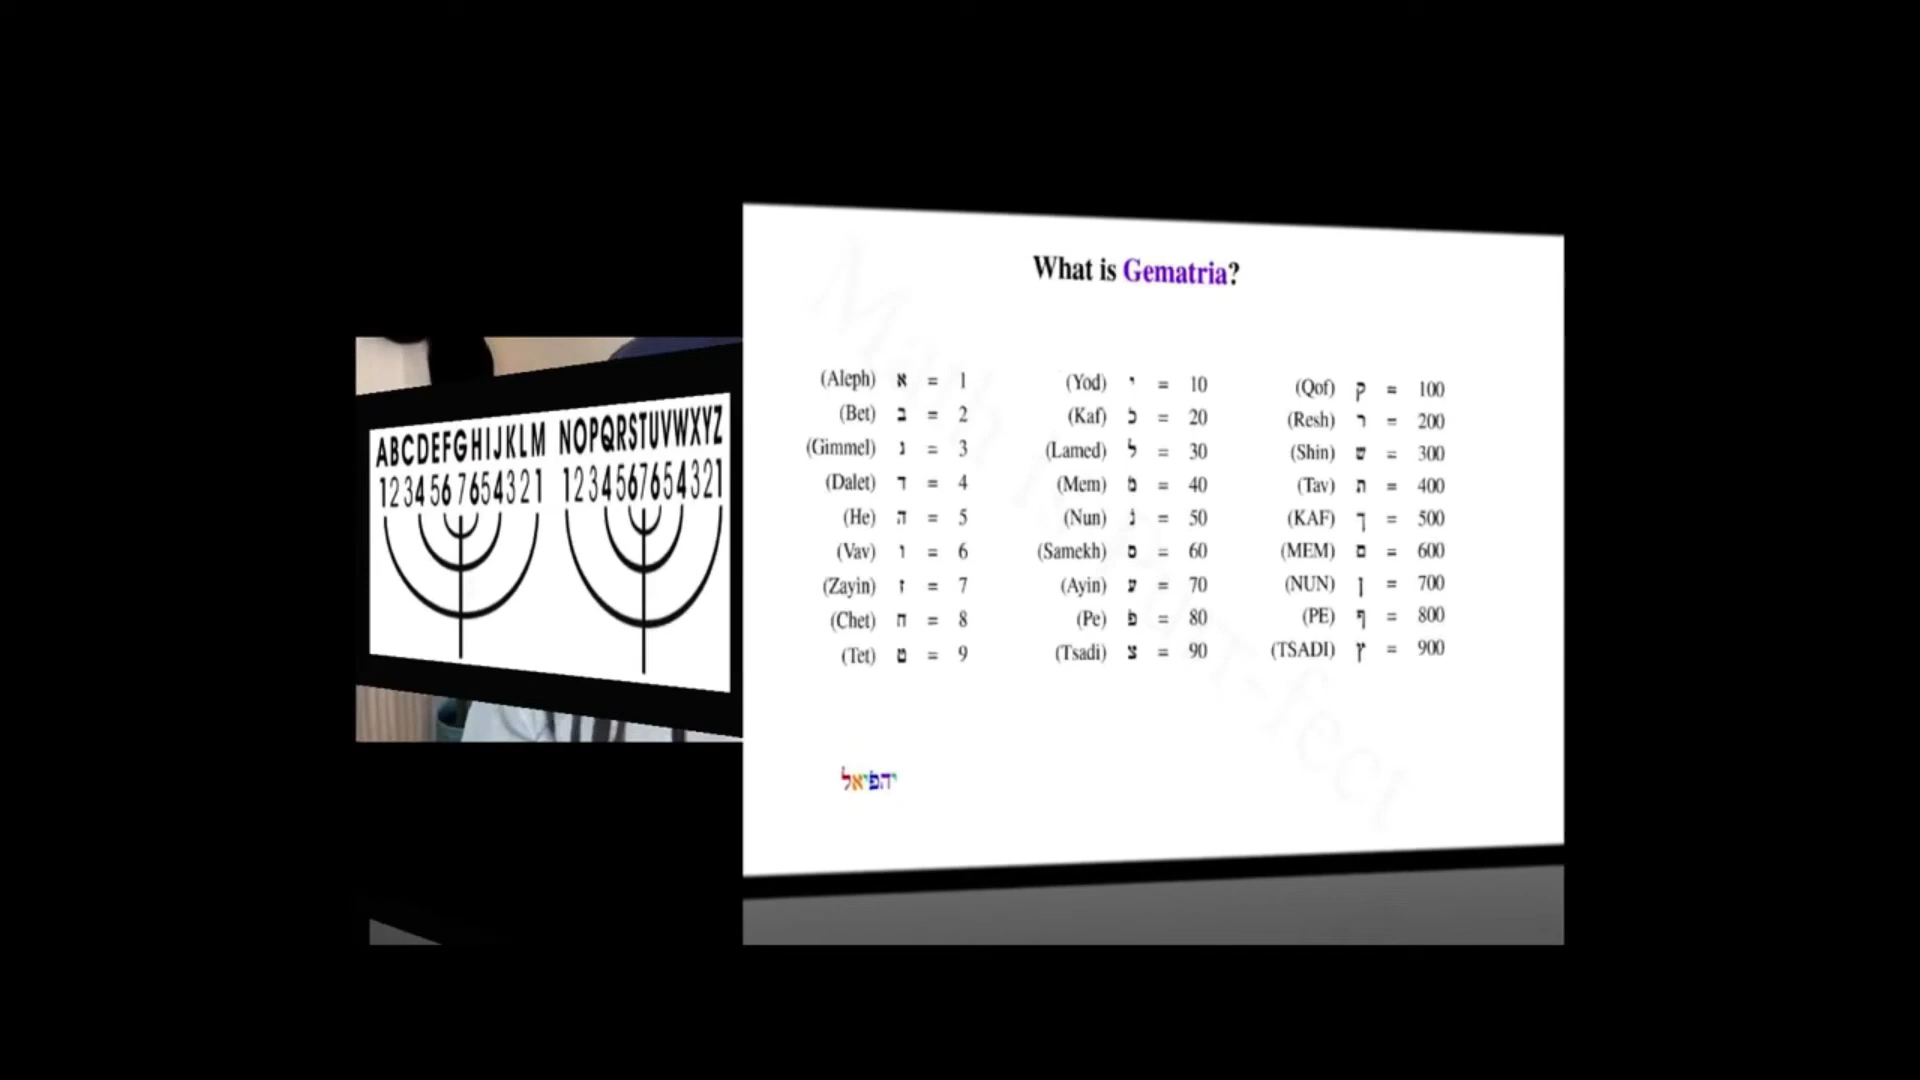 ABCDEFGHIJKLM NOPQRSTUVWXYZ
1234567654321 1234567654321
What is Gematria?
(Aleph) א = 1
(Bet) ב = 2
(Gimmel) ג = 3
(Dalet) ד = 4
(He) ה = 5
(Vav) ו = 6
(Zayin) ז = 7
(Chet) ח = 8
(Tet) ט = 9
(Yod) י = 10
(Kaf) כ = 20
(Lamed) ל = 30
(Mem) מ = 40
(Nun) נ = 50
(Samekh) ס = 60
(Ayin) ע = 70
(Pe) פ = 80
(Tsadi) צ = 90
(Qof) ק = 100
(Resh) ר = 200
(Shin) ש = 300
(Tav) ת = 400
(KAF) ך = 500
(MEM) ם = 600
(NUN) ן = 700
(PE) ף = 800
(TSADI) ץ = 900
יהפיאל